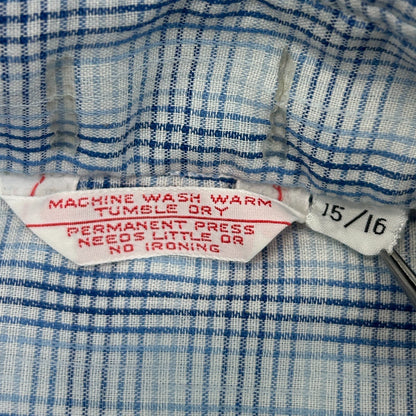 MACHINE WASH WARM
TUMBLE DRY
PERMANENT PRESS
NEEDS LITTLE OR
NO IRONING
15/16